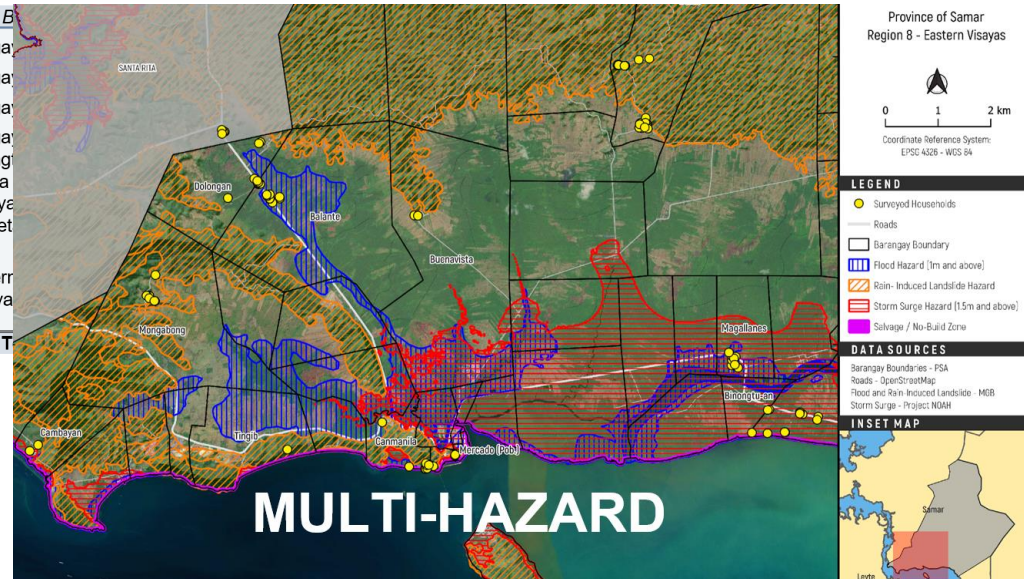 SANTA RITA
Dolongan
Balante
Buenavista
Mongabong
Magallanes
Binongtu-an
Cambayan
Tingib
Canmanila
Mercado (Pob.)
MULTI-HAZARD
Province of Samar
Region 8 - Eastern Visayas
0 1 2 km
Coordinate Reference System:
EPSG 4326 - WGS 84
LEGEND
Surveyed Households
Roads
Barangay Boundary
Flood Hazard (1m and above)
Rain- Induced Landslide Hazard
Storm Surge Hazard (1.5m and above)
Salvage / No-Build Zone
DATA SOURCES
Barangay Boundaries - PSA
Roads - OpenStreetMap
Flood and Rain-Induced Landslide - MGB
Storm Surge - Project NOAH
INSET MAP
Samar
Leyte